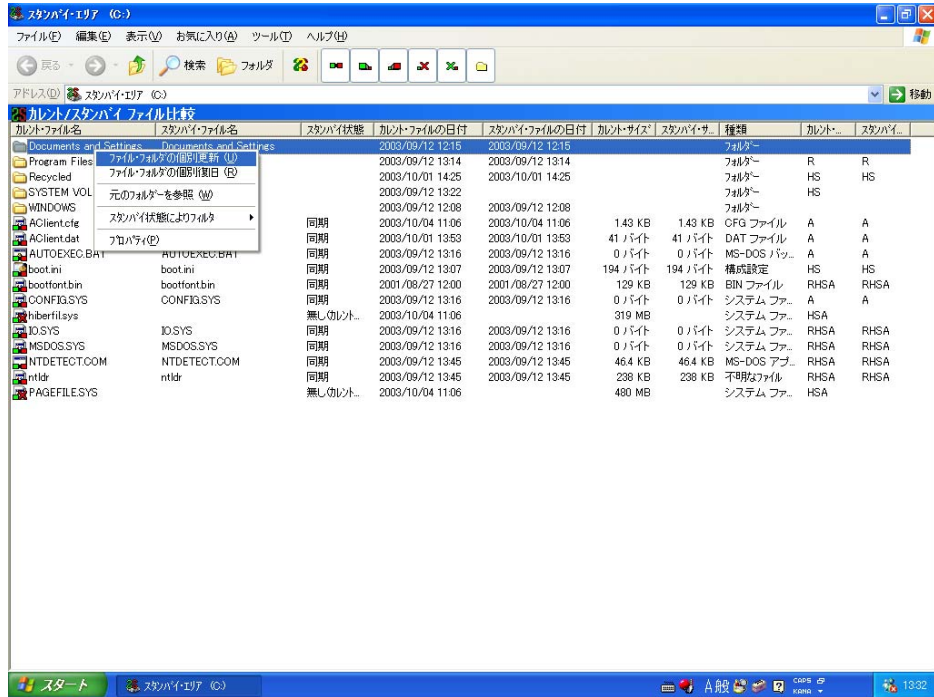 スタンバイ・エリア (C:)
ファイル(F) 編集(E) 表示(V) お気に入り(A) ツール(T) ヘルプ(H)
戻る 検索 フォルダ
アドレス(D) スタンバイ・エリア (C:) 移動
カレント/スタンバイ ファイル比較
カレント・ファイル名 スタンバイ・ファイル名 スタンバイ状態 カレント・ファイルの日付 スタンバイ・ファイルの日付 カレント・サイズ スタンバイ・サ... 種類 カレント・... スタンバイ...
Documents and Settings Documents and Settings 2003/09/12 12:15 2003/09/12 12:15 フォルダー
Program Files 2003/09/12 13:14 2003/09/12 13:14 フォルダー R R
Recycled 2003/10/01 14:25 2003/10/01 14:25 フォルダー HS HS
SYSTEM VOL 2003/09/12 13:22 フォルダー HS
WINDOWS 2003/09/12 12:08 2003/09/12 12:08 フォルダー
AClient.cfg 同期 2003/10/04 11:06 2003/10/04 11:06 1.43 KB 1.43 KB CFG ファイル A A
AClient.dat 同期 2003/10/01 13:53 2003/10/01 13:53 41 バイト 41 バイト DAT ファイル A A
AUTOEXEC.BAT AUTOEXEC.BAT 同期 2003/09/12 13:16 2003/09/12 13:16 0 バイト 0 バイト MS-DOS バッ... A A
boot.ini boot.ini 同期 2003/09/12 13:07 2003/09/12 13:07 194 バイト 194 バイト 構成設定 HS HS
bootfont.bin bootfont.bin 同期 2001/08/27 12:00 2001/08/27 12:00 129 KB 129 KB BIN ファイル RHSA RHSA
CONFIG.SYS CONFIG.SYS 同期 2003/09/12 13:16 2003/09/12 13:16 0 バイト 0 バイト システム ファ... A A
hiberfil.sys 無し(カレント... 2003/10/04 11:06 319 MB システム ファ... HSA
IO.SYS IO.SYS 同期 2003/09/12 13:16 2003/09/12 13:16 0 バイト 0 バイト システム ファ... RHSA RHSA
MSDOS.SYS MSDOS.SYS 同期 2003/09/12 13:16 2003/09/12 13:16 0 バイト 0 バイト システム ファ... RHSA RHSA
NTDETECT.COM NTDETECT.COM 同期 2003/09/12 13:45 2003/09/12 13:45 46.4 KB 46.4 KB MS-DOS アプ... RHSA RHSA
ntldr ntldr 同期 2003/09/12 13:45 2003/09/12 13:45 238 KB 238 KB 不明なファイル RHSA RHSA
PAGEFILE.SYS 無し(カレント... 2003/10/04 11:06 480 MB システム ファ... HSA
ファイル・フォルダの個別更新 (U)
ファイル・フォルダの個別復旧 (R)
元のフォルダーを参照 (W)
スタンバイ状態によりフィルタ
プロパティ(P)
スタート スタンバイ・エリア (C:) A 般 CAPS KANA 13:32